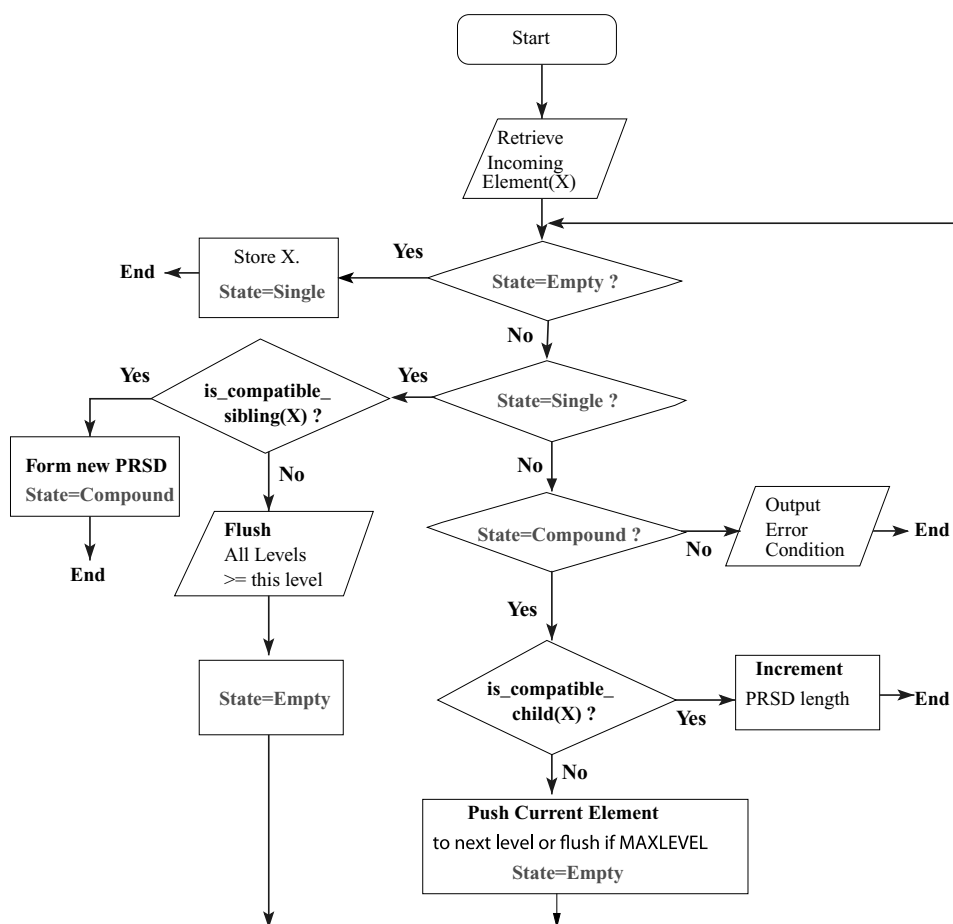 Start
Retrieve
Incoming
Element(X)
Yes
Store X.
State=Single
End
State=Empty ?
No
Yes
is_compatible_
sibling(X) ?
Yes
State=Single ?
Form new PRSD
State=Compound
End
No
Flush
All Levels
>= this level
State=Empty
No
State=Compound ?
No
Output
Error
Condition
End
Yes
is_compatible_
child(X) ?
Yes
Increment
PRSD length
End
No
Push Current Element
to next level or flush if MAXLEVEL
State=Empty